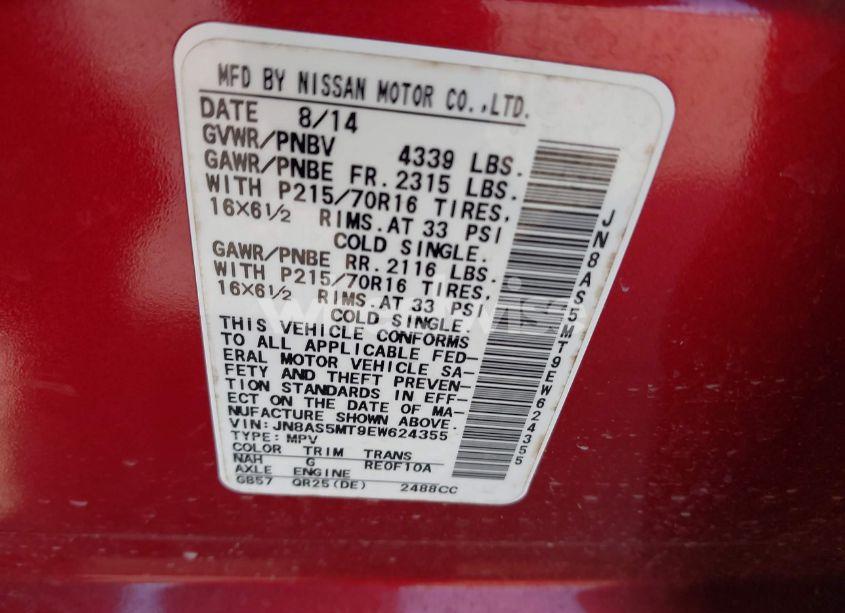 MFD BY NISSAN MOTOR CO.,LTD.
DATE 8/14
GVWR/PNBV 4339 LBS.
GAWR/PNBE FR. 2315 LBS.
WITH P215/70R16 TIRES,
16X6½ RIMS.AT 33 PSI
COLD SINGLE.
GAWR/PNBE RR. 2116 LBS.
WITH P215/70R16 TIRES,
16X6½ RIMS.AT 33 PSI
COLD SINGLE.
THIS VEHICLE CONFORMS
TO ALL APPLICABLE FED-
ERAL MOTOR VEHICLE SA-
FETY AND THEFT PREVEN-
TION STANDARDS IN EFF-
ECT ON THE DATE OF MA-
NUFACTURE SHOWN ABOVE.
VIN: JN8AS5MT9EW624355
TYPE: MPV
COLOR TRIM TRANS
NAH G RE0F10A
AXLE ENGINE
GB57 QR25(DE) 2488CC
JN8AS5MT9EW624355